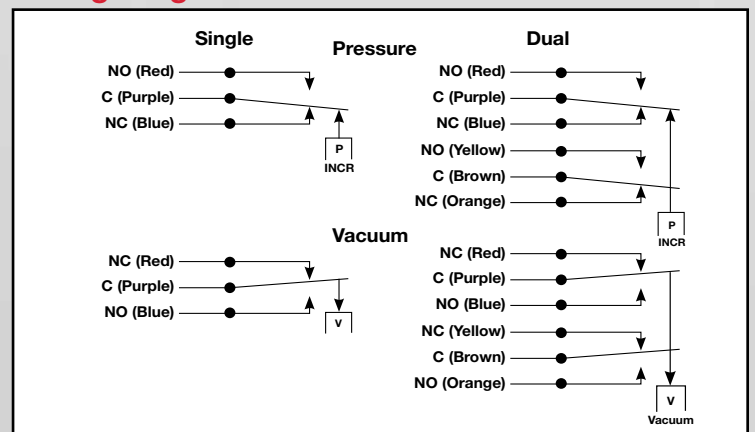 Single
Pressure
Dual
NO (Red)
C (Purple)
NC (Blue)
P
INCR
NO (Red)
C (Purple)
NC (Blue)
NO (Yellow)
C (Brown)
NC (Orange)
P
INCR
Vacuum
NC (Red)
C (Purple)
NO (Blue)
V
NC (Red)
C (Purple)
NO (Blue)
NC (Yellow)
C (Brown)
NO (Orange)
V
Vacuum